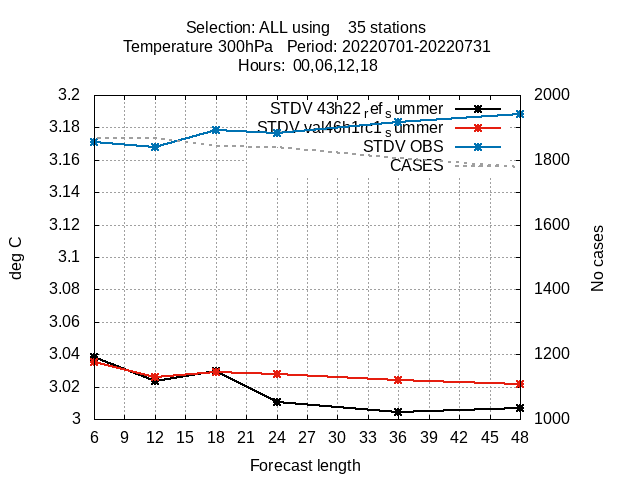 Selection: ALL using    35 stations
Temperature 300hPa   Period: 20220701-20220731
Hours:  00,06,12,18
3.2
3.18
3.16
3.14
3.12
3.1
3.08
3.06
3.04
3.02
3
deg C
STDV 43h22ref summer
STDV val46h1rc1summer
STDV OBS
CASES
2000
1800
1600
1400
1200
1000
No cases
6 9 12 15 18 21 24 27 30 33 36 39 42 45 48
Forecast length